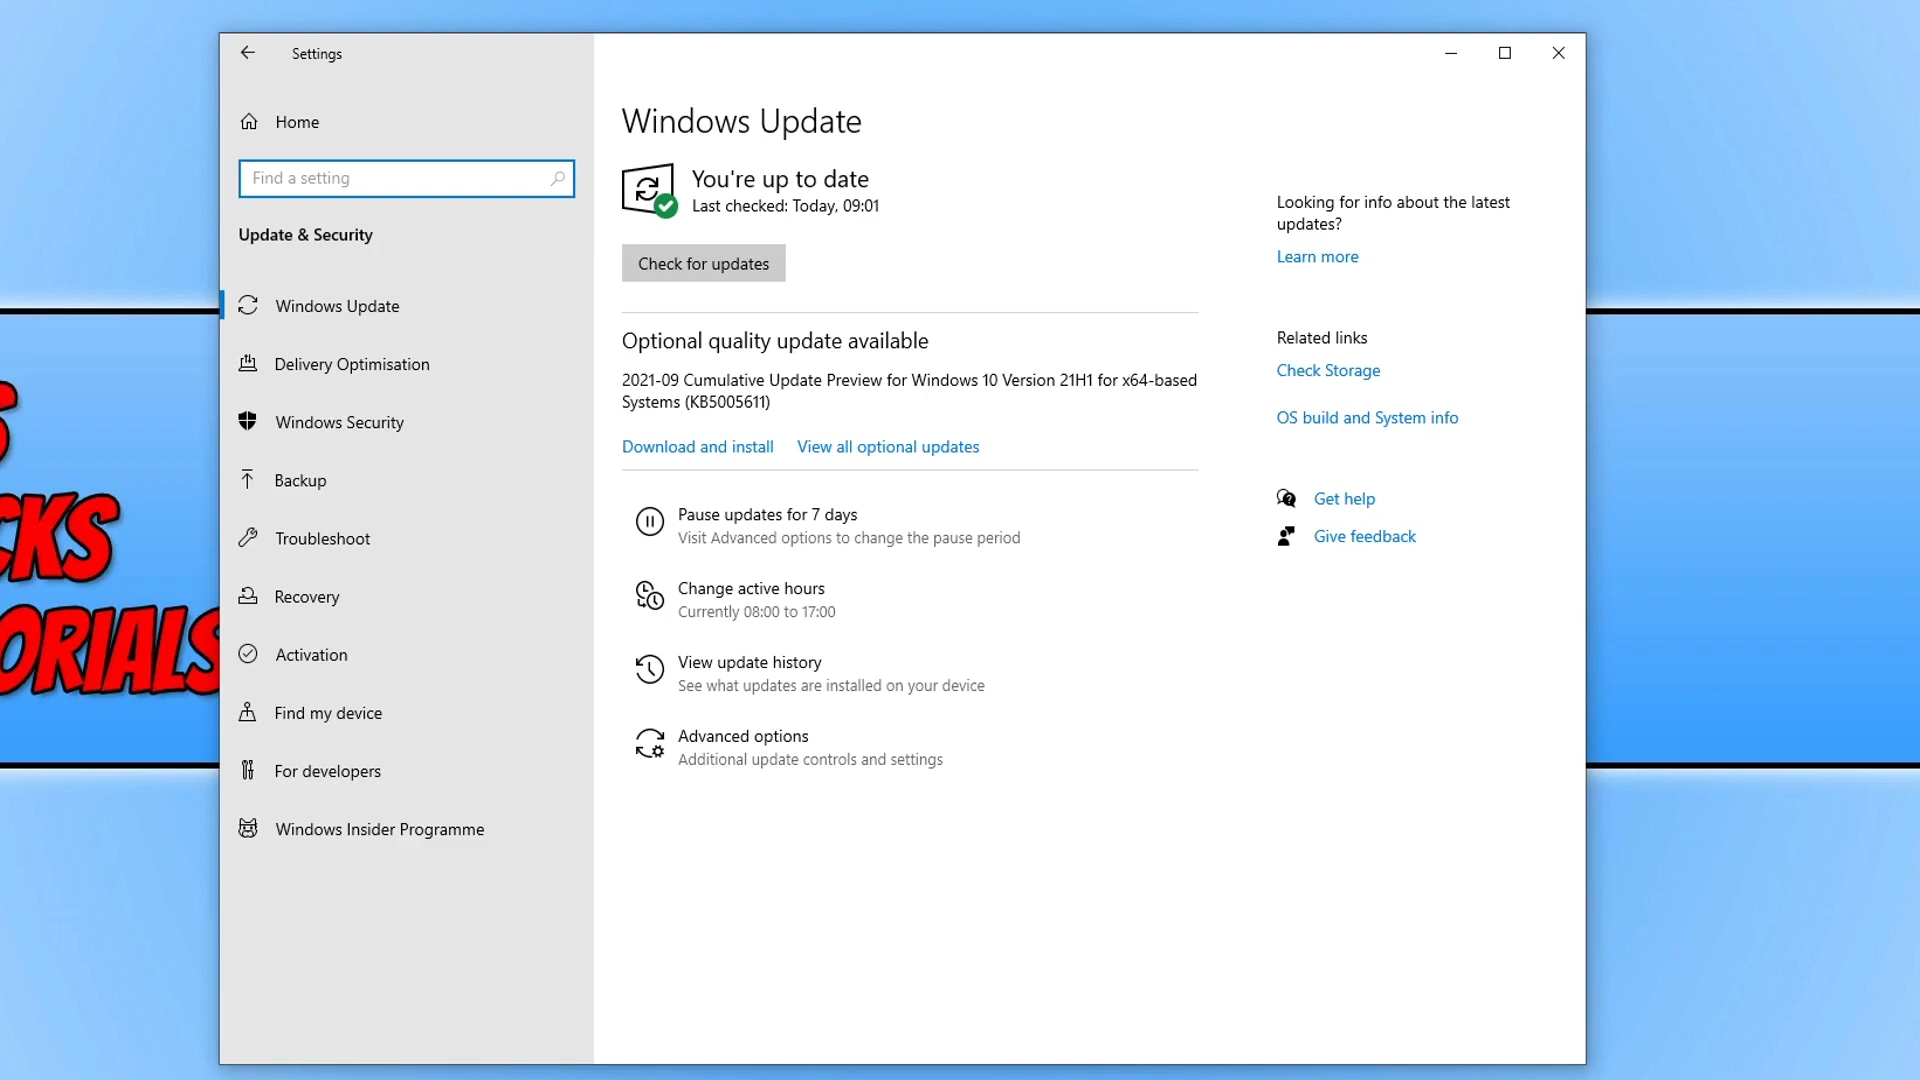 Settings
Home
Find a setting
Update & Security
Windows Update
Delivery Optimisation
Windows Security
Backup
Troubleshoot
Recovery
Activation
Find my device
For developers
Windows Insider Programme
Windows Update
You're up to date
Last checked: Today, 09:01
Check for updates
Optional quality update available
2021-09 Cumulative Update Preview for Windows 10 Version 21H1 for x64-based
Systems (KB5005611)
Download and install View all optional updates
Pause updates for 7 days
Visit Advanced options to change the pause period
Change active hours
Currently 08:00 to 17:00
View update history
See what updates are installed on your device
Advanced options
Additional update controls and settings
Looking for info about the latest
updates?
Learn more
Related links
Check Storage
OS build and System info
Get help
Give feedback